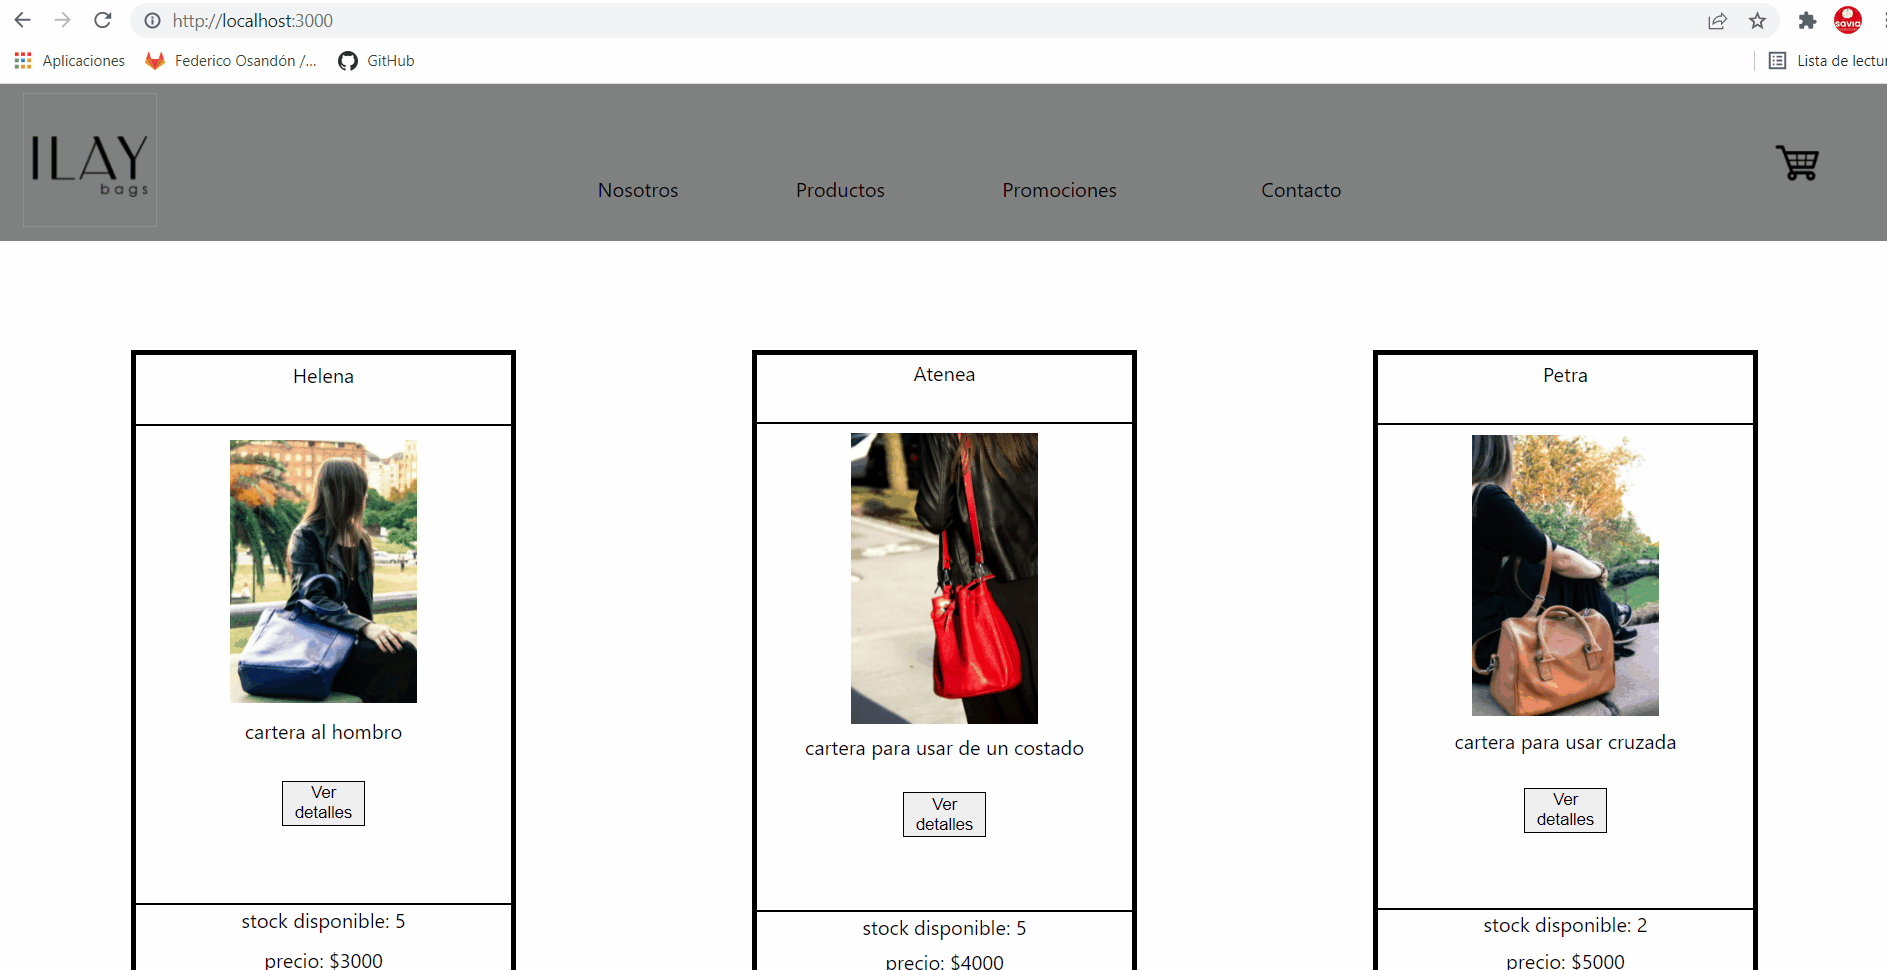 http://localhost:3000
Aplicaciones
Federico Osandón /...
GitHub
Lista de lectur
savia
ILAY
bags
Nosotros
Productos
Promociones
Contacto
Helena
cartera al hombro
Ver
detalles
stock disponible: 5
precio: $3000
Atenea
cartera para usar de un costado
Ver
detalles
stock disponible: 5
precio: $4000
Petra
cartera para usar cruzada
Ver
detalles
stock disponible: 2
precio: $5000